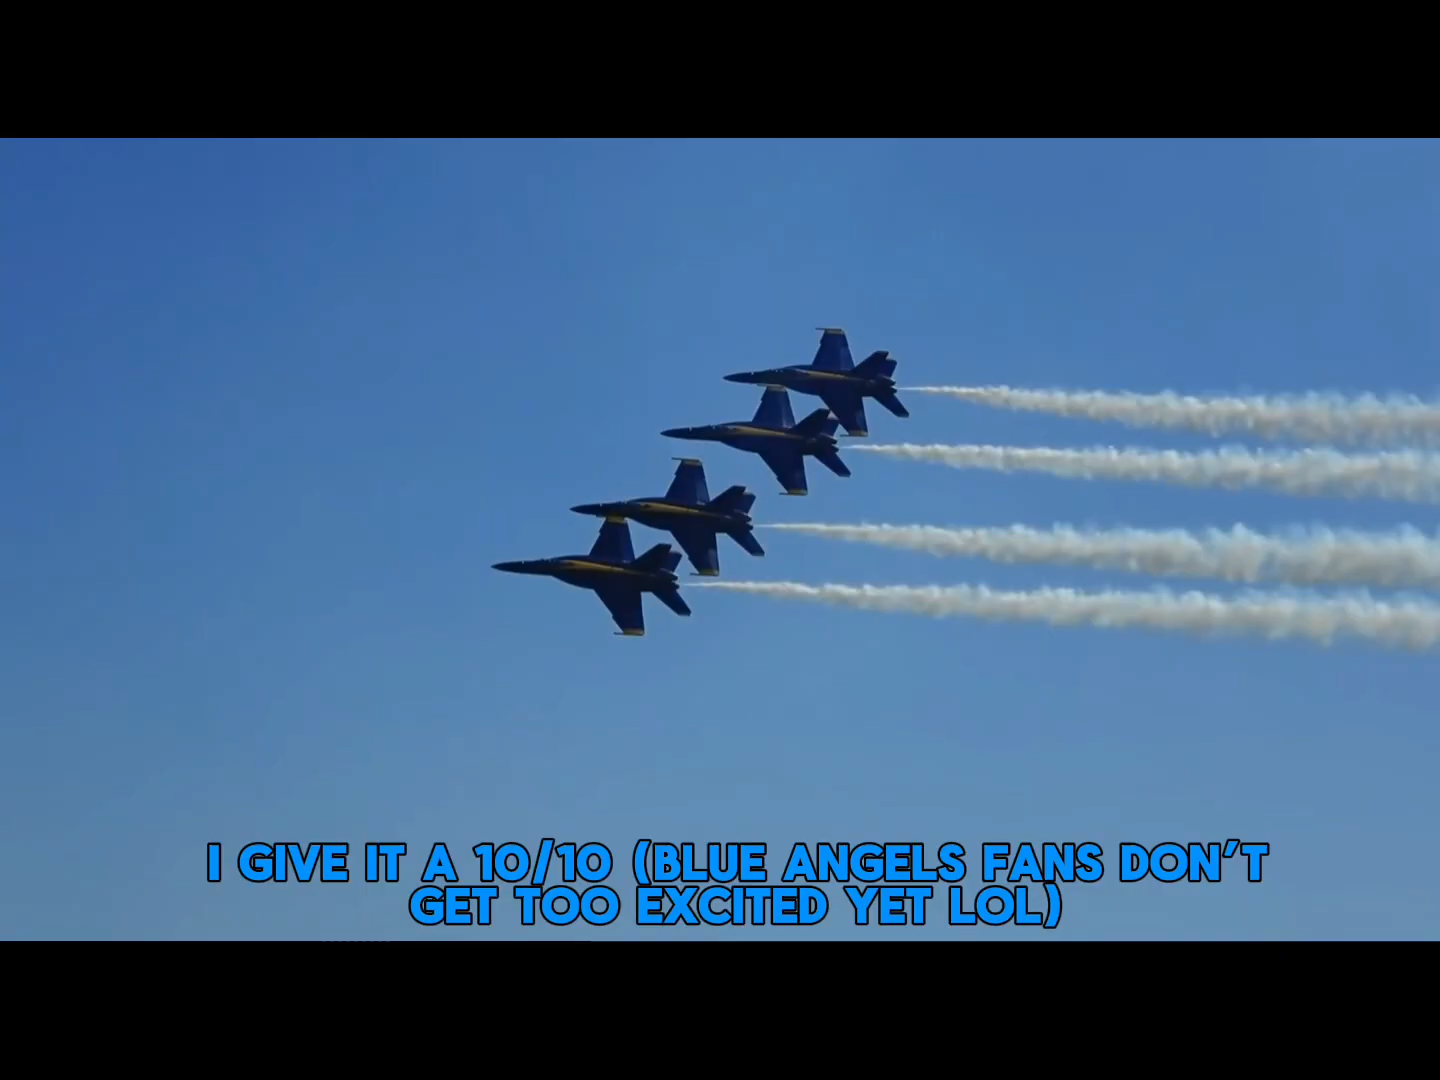 I GIVE IT A 10/10 (BLUE ANGELS FANS DON'T
GET TOO EXCITED YET LOL)